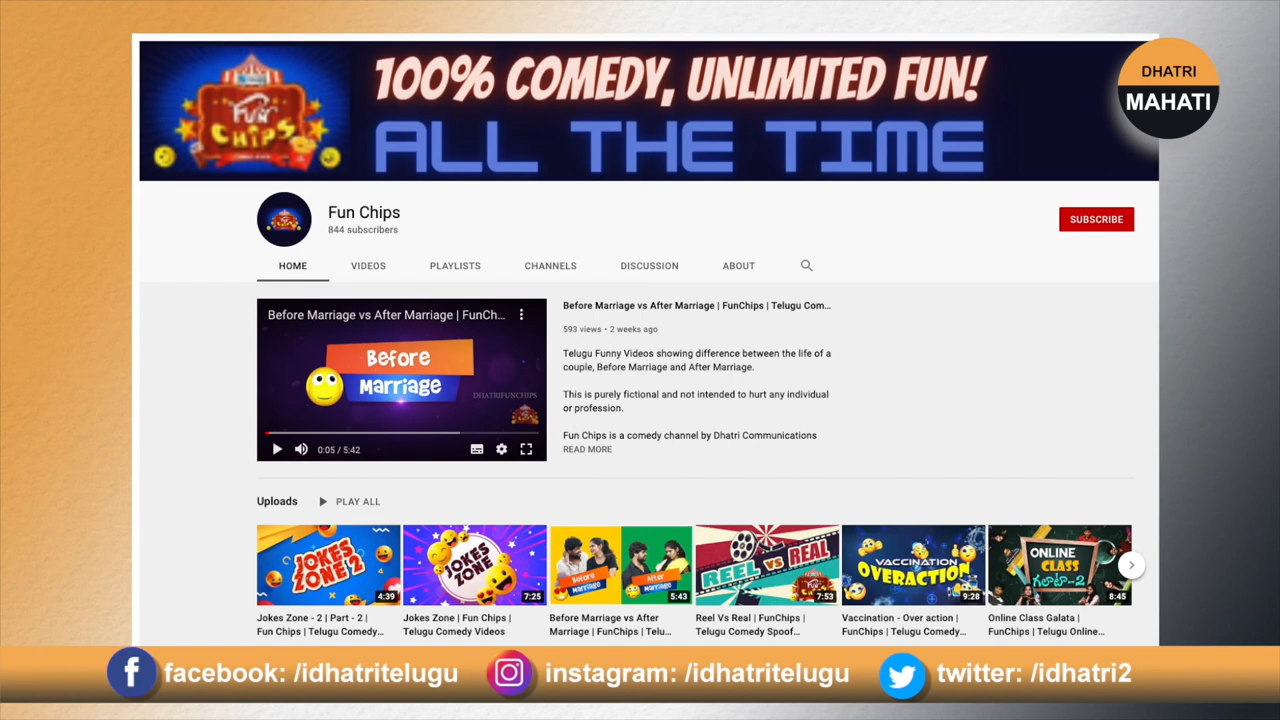 100% COMEDY, UNLIMITED FUN!
ALL THE TIME
FUN
CHIPS
DHATRI
MAHATI
Fun Chips
844 subscribers
SUBSCRIBE
HOME VIDEOS PLAYLISTS CHANNELS DISCUSSION ABOUT
Before Marriage vs After Marriage | FunCh...
Before
Marriage
DHATRIFUNCHIPS
0:05 / 5:42
Before Marriage vs After Marriage | FunChips | Telugu Com...
593 views • 2 weeks ago
Telugu Funny Videos showing difference between the life of a
couple, Before Marriage and After Marriage.
This is purely fictional and not intended to hurt any individual
or profession.
Fun Chips is a comedy channel by Dhatri Communications
READ MORE
Uploads PLAY ALL
JOKES
ZONE 2
4:39
Jokes Zone - 2 | Part - 2 |
Fun Chips | Telugu Comedy...
JOKES
ZONE
7:25
Jokes Zone | Fun Chips |
Telugu Comedy Videos
Before
Marriage
After
Marriage
5:43
Before Marriage vs After
Marriage | FunChips | Telu...
REEL VS REAL
7:53
Reel Vs Real | FunChips |
Telugu Comedy Spoof...
VACCINATION
OVERACTION
9:28
Vaccination - Over action |
FunChips | Telugu Comedy...
ONLINE
CLASS
గలాటా-2
8:45
Online Class Galata |
FunChips | Telugu Online...
facebook: /idhatritelugu instagram: /idhatritelugu twitter: /idhatri2